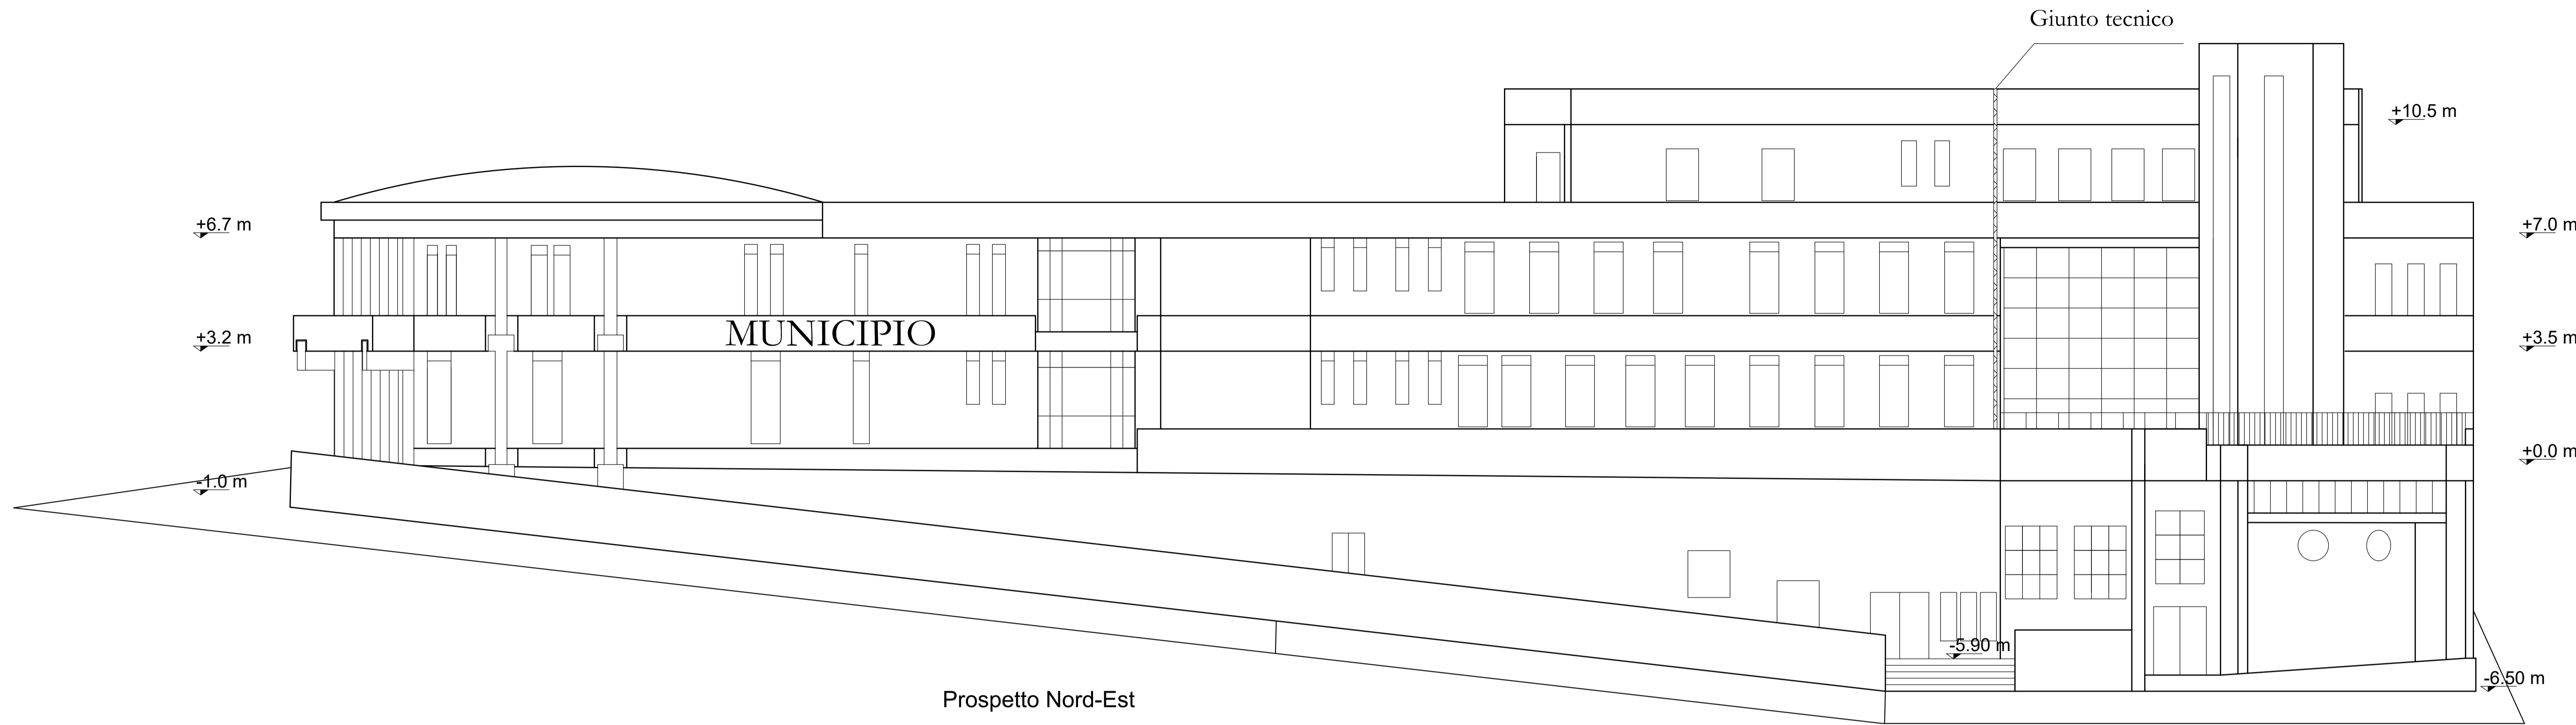 Giunto tecnico
+10.5 m
+6.7 m
+7.0 m
MUNICIPIO
+3.2 m
+3.5 m
+0.0 m
-1.0 m
-5.90 m
-6.50 m
Prospetto Nord-Est